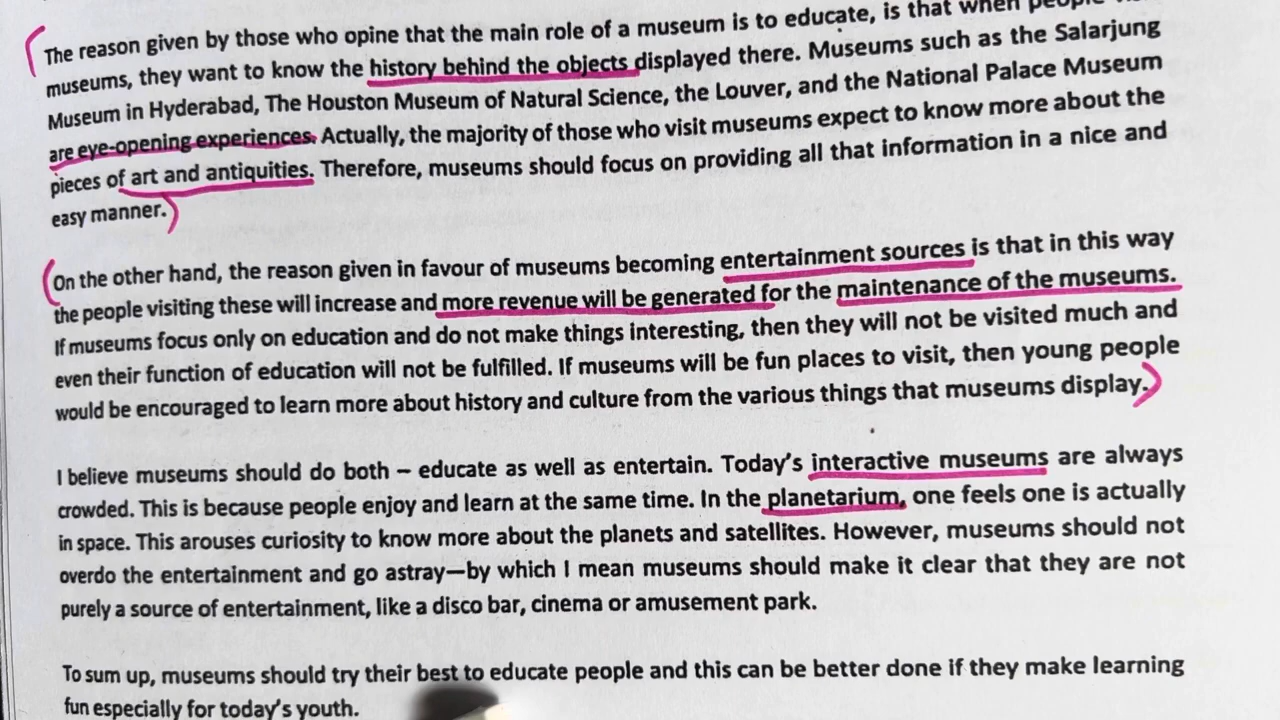 The reason given by those who opine that the main role of a museum is to educate, is that when people
museums, they want to know the history behind the objects displayed there. Museums such as the Salarjung
Museum in Hyderabad, The Houston Museum of Natural Science, the Louver, and the National Palace Museum
are eye-opening experiences. Actually, the majority of those who visit museums expect to know more about the
pieces of art and antiquities. Therefore, museums should focus on providing all that information in a nice and
easy manner.
On the other hand, the reason given in favour of museums becoming entertainment sources is that in this way
the people visiting these will increase and more revenue will be generated for the maintenance of the museums.
If museums focus only on education and do not make things interesting, then they will not be visited much and
even their function of education will not be fulfilled. If museums will be fun places to visit, then young people
would be encouraged to learn more about history and culture from the various things that museums display.
I believe museums should do both – educate as well as entertain. Today's interactive museums are always
crowded. This is because people enjoy and learn at the same time. In the planetarium, one feels one is actually
in space. This arouses curiosity to know more about the planets and satellites. However, museums should not
overdo the entertainment and go astray—by which I mean museums should make it clear that they are not
purely a source of entertainment, like a disco bar, cinema or amusement park.
To sum up, museums should try their best to educate people and this can be better done if they make learning
fun especially for today's youth.